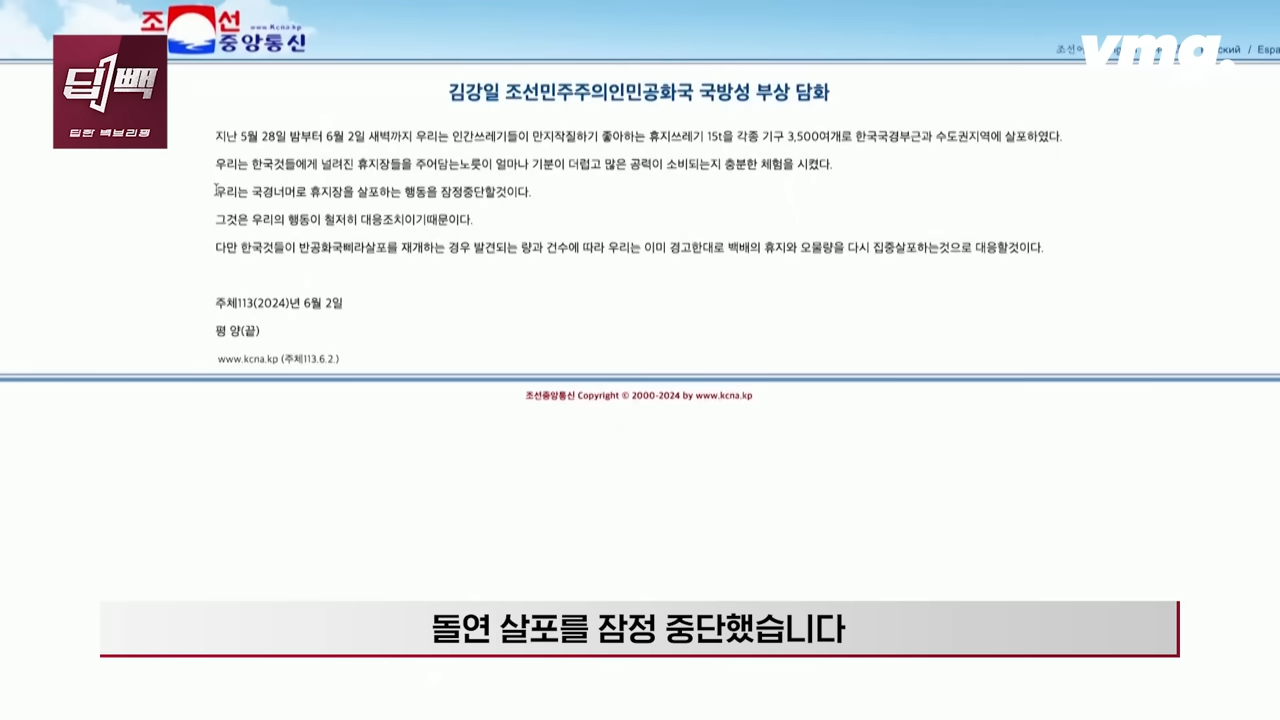 조선
www.kcna.kp
중앙통신
딥백
딥한 백브리핑
vmg.
조선어
ский / Espa
김강일 조선민주주의인민공화국 국방성 부상 담화
지난 5월 28일 밤부터 6월 2일 새벽까지 우리는 인간쓰레기들이 만지작질하기 좋아하는 휴지쓰레기 15t을 각종 기구 3,500여개로 한국국경부근과 수도권지역에 살포하였다.
우리는 한국것들에게 널려진 휴지장들을 주어담는노릇이 얼마나 기분이 더럽고 많은 공력이 소비되는지 충분한 체험을 시켰다.
우리는 국경너머로 휴지장을 살포하는 행동을 잠정중단할것이다.
그것은 우리의 행동이 철저히 대응조치이기때문이다.
다만 한국것들이 반공화국삐라살포를 재개하는 경우 발견되는 량과 건수에 따라 우리는 이미 경고한대로 백배의 휴지와 오물량을 다시 집중살포하는것으로 대응할것이다.
주체113(2024)년 6월 2일
평 양(끝)
www.kcna.kp (주체113.6.2.)
조선중앙통신 Copyright © 2000-2024 by www.kcna.kp
돌연 살포를 잠정 중단했습니다